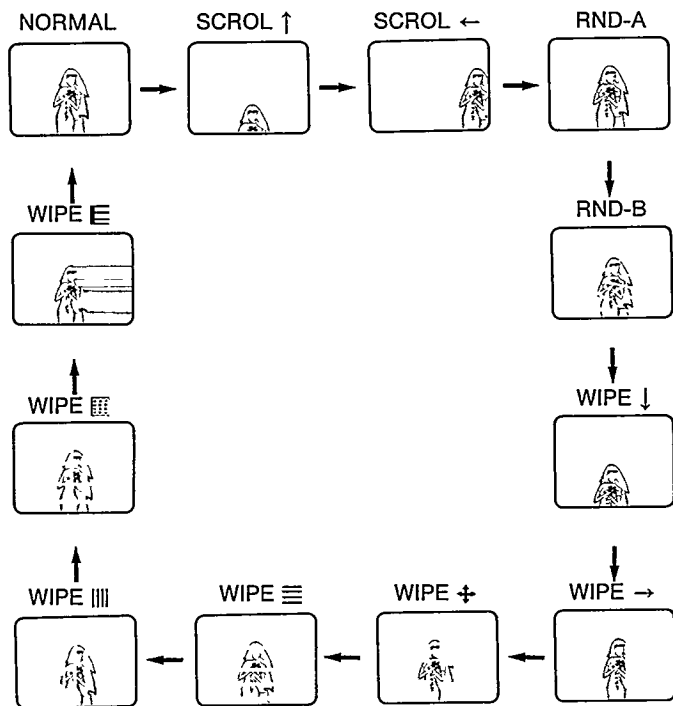 NORMAL
SCROL ↑
SCROL ←
RND-A
RND-B
WIPE ↓
WIPE →
WIPE
WIPE
WIPE
WIPE
WIPE